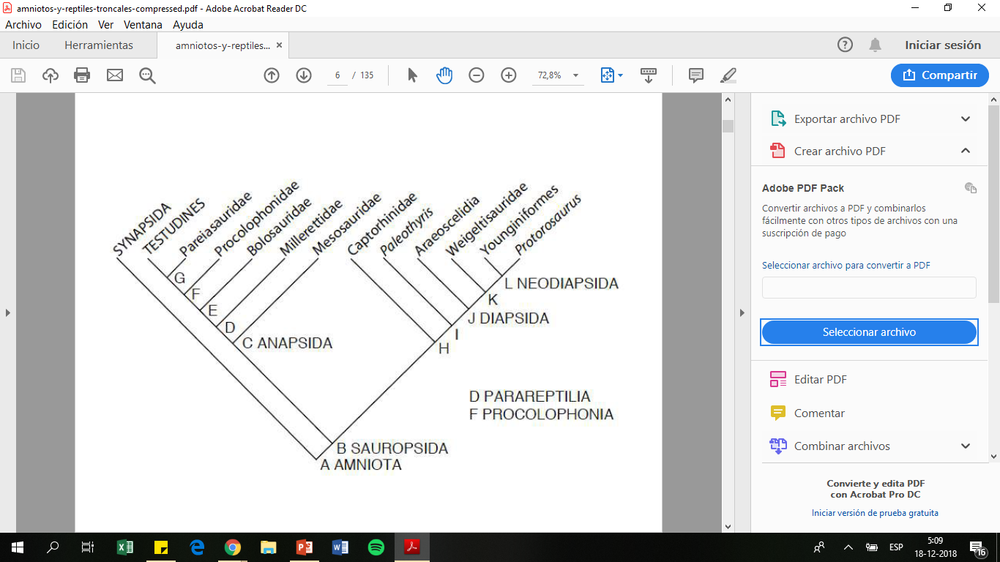 amniotos-y-reptiles-troncales-compressed.pdf - Adobe Acrobat Reader DC
Archivo Edición Ver Ventana Ayuda
Inicio Herramientas amniotos-y-reptiles... × Iniciar sesión
6 / 135 72,8% Compartir
SYNAPSIDA
TESTUDINES
Pareiasauridae
Procolophonidae
Bolosauridae
Millerettidae
Mesosauridae
Captorhinidae
Paleothyris
Araeoscelidia
Weigeltisauridae
Younginiformes
Protorosaurus
G
F
E
D
C ANAPSIDA
L NEODIAPSIDA
K
J DIAPSIDA
I
H
D PARAREPTILIA
F PROCOLOPHONIA
B SAUROPSIDA
A AMNIOTA
Exportar archivo PDF
Crear archivo PDF
Adobe PDF Pack
Convertir archivos a PDF y combinarlos
fácilmente con otros tipos de archivos con una
suscripción de pago
Seleccionar archivo para convertir a PDF
Seleccionar archivo
Editar PDF
Comentar
Combinar archivos
Convierte y edita PDF
con Acrobat Pro DC
Iniciar versión de prueba gratuita
ESP
5:09
18-12-2018
16